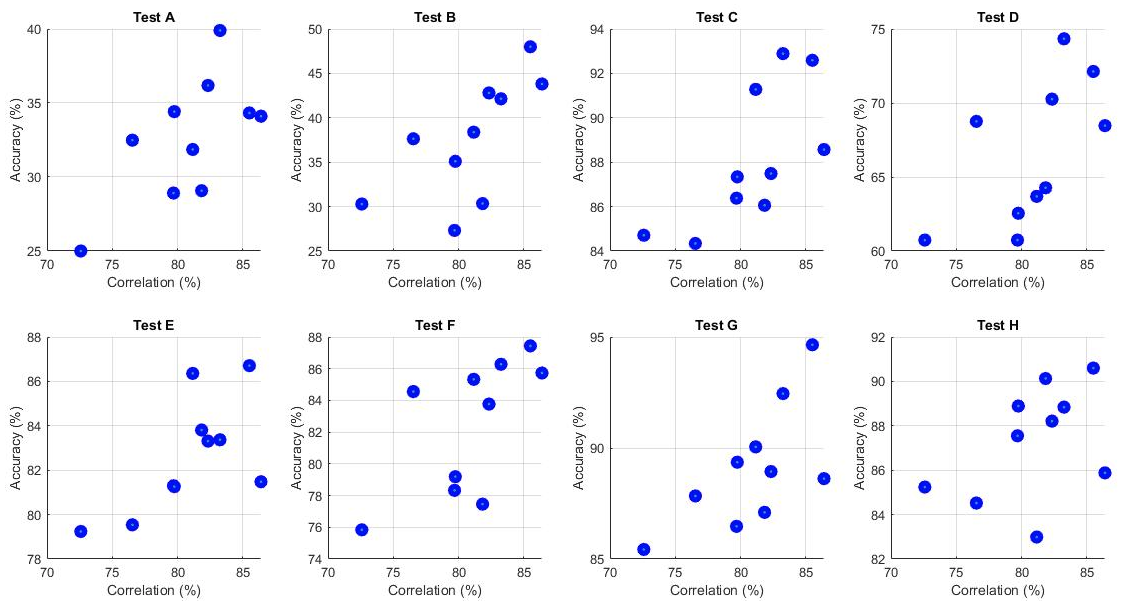 Test A
Accuracy (%)
40
35
30
25
70 75 80 85
Correlation (%)
Test B
Accuracy (%)
50
45
40
35
30
25
70 75 80 85
Correlation (%)
Test C
Accuracy (%)
94
92
90
88
86
84
70 75 80 85
Correlation (%)
Test D
Accuracy (%)
75
70
65
60
70 75 80 85
Correlation (%)
Test E
Accuracy (%)
88
86
84
82
80
78
70 75 80 85
Correlation (%)
Test F
Accuracy (%)
88
86
84
82
80
78
76
74
70 75 80 85
Correlation (%)
Test G
Accuracy (%)
95
90
85
70 75 80 85
Correlation (%)
Test H
Accuracy (%)
92
90
88
86
84
82
70 75 80 85
Correlation (%)